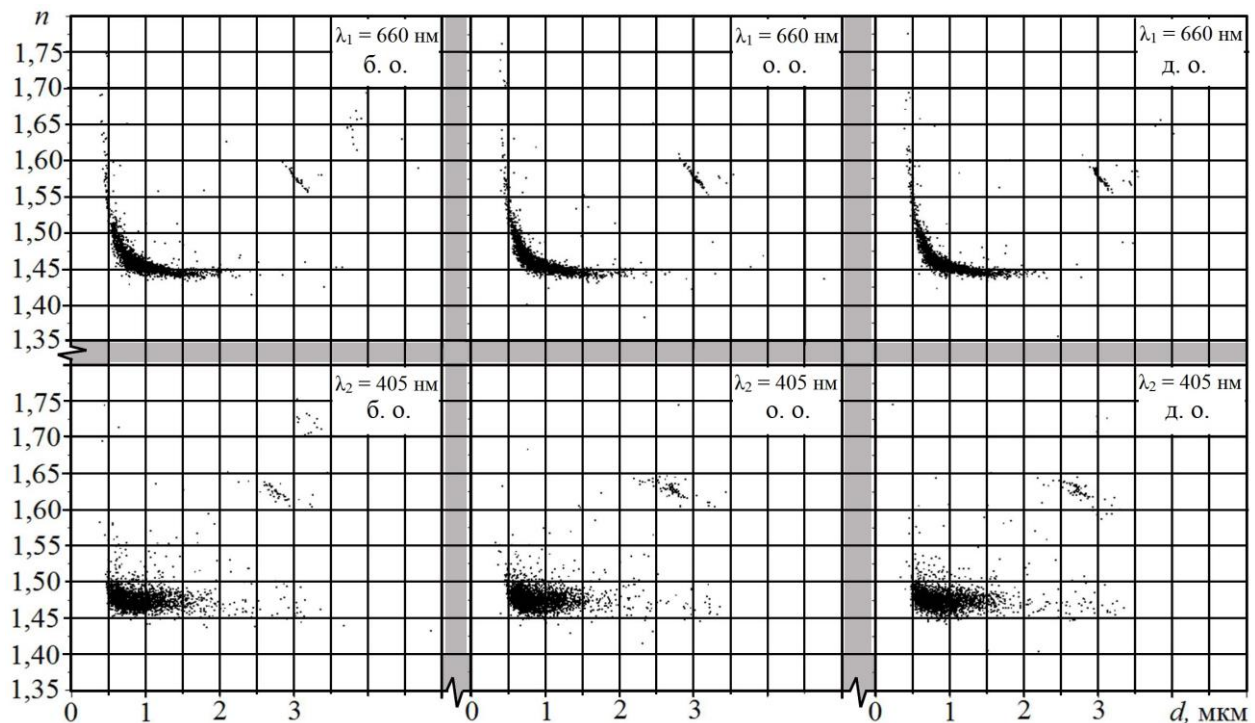 n
λ₁ = 660 нм
б. о.
λ₁ = 660 нм
о. о.
λ₁ = 660 нм
д. о.
1,75
1,70
1,65
1,60
1,55
1,50
1,45
1,40
1,35
λ₂ = 405 нм
б. о.
λ₂ = 405 нм
о. о.
λ₂ = 405 нм
д. о.
1,75
1,70
1,65
1,60
1,55
1,50
1,45
1,40
1,35
0 1 2 3 0 1 2 3 0 1 2 3 d, мкм